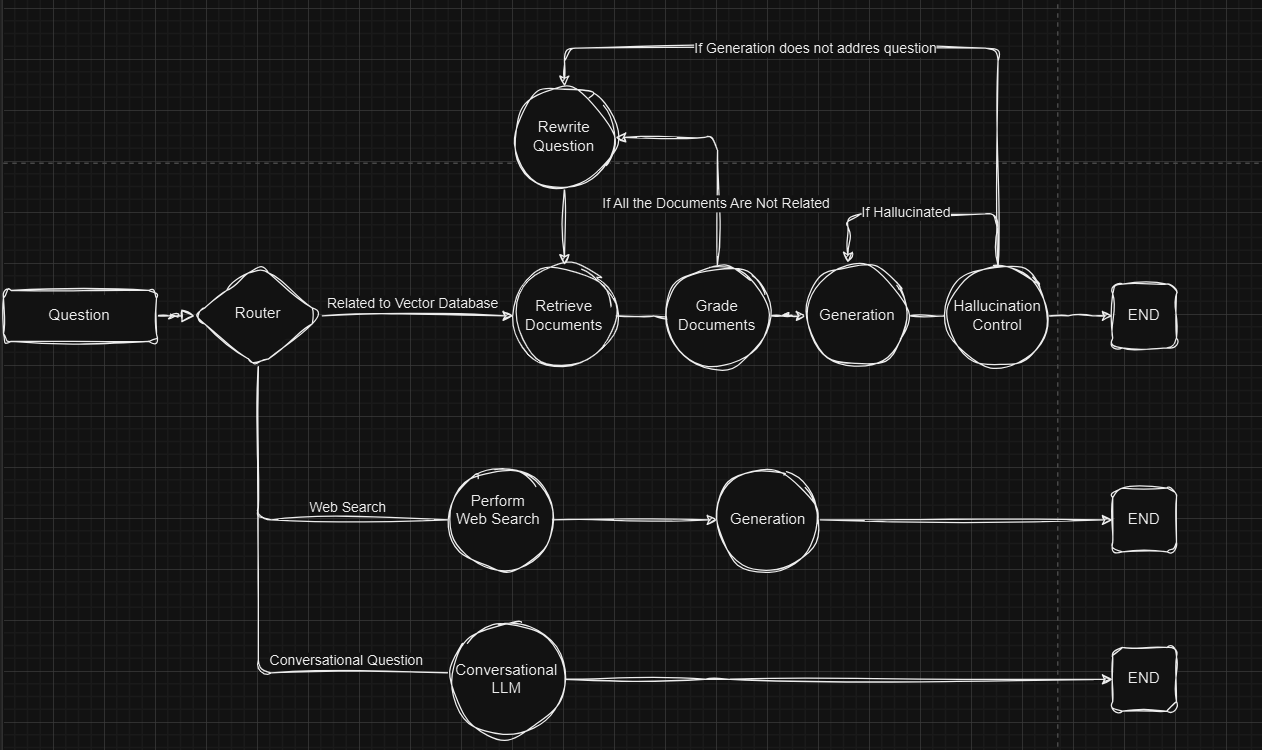 If Generation does not addres question
Rewrite
Question
If All the Documents Are Not Related
If Hallucinated
Question
Router
Related to Vector Database
Retrieve
Documents
Grade
Documents
Generation
Hallucination
Control
END
Web Search
Perform
Web Search
Generation
END
Conversational Question
Conversational
LLM
END